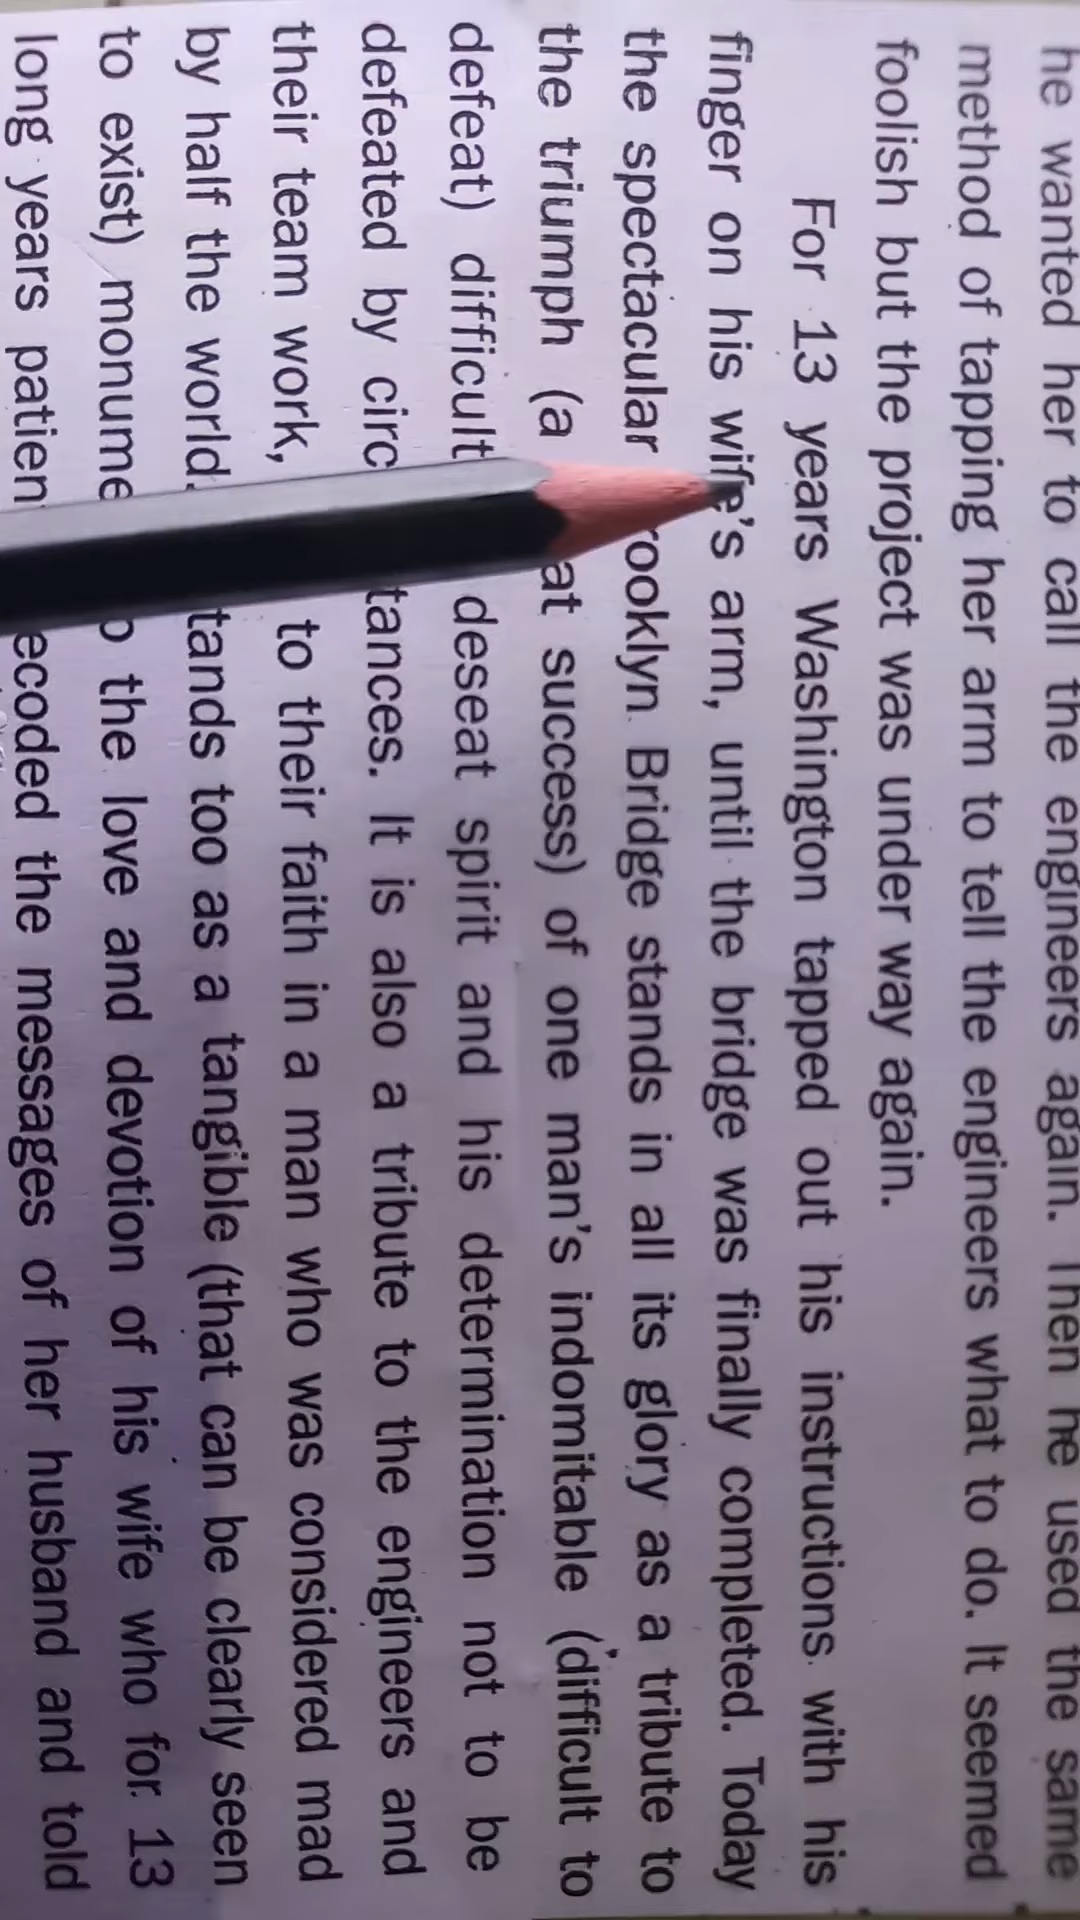 he wanted her to call the engineers again. Then he used the same
method of tapping her arm to tell the engineers what to do. It seemed
foolish but the project was under way again.
For 13 years Washington tapped out his instructions with his
finger on his wife's arm, until the bridge was finally completed. Today
the spectacular rooklyn Bridge stands in all its glory as a tribute to
the triumph (a at success) of one man's indomitable (difficult to
defeat) difficult deseat spirit and his determination not to be
defeated by circ tances. It is also a tribute to the engineers and
their team work, to their faith in a man who was considered mad
by half the world. tands too as a tangible (that can be clearly seen
to exist) monume o the love and devotion of his wife who for 13
long years patien ecoded the messages of her husband and told